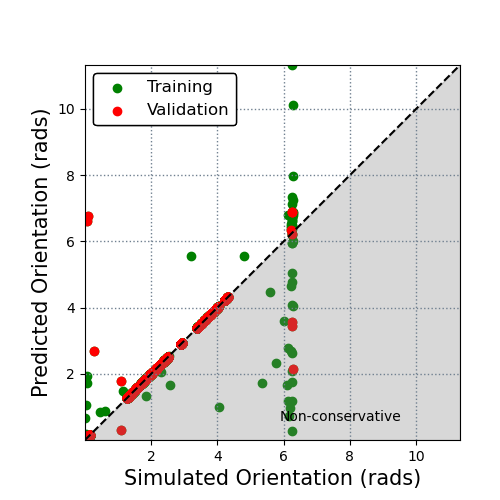 Training
Validation
10
8
6
4
2
2 4 6 8 10
Predicted Orientation (rads)
Non-conservative
Simulated Orientation (rads)